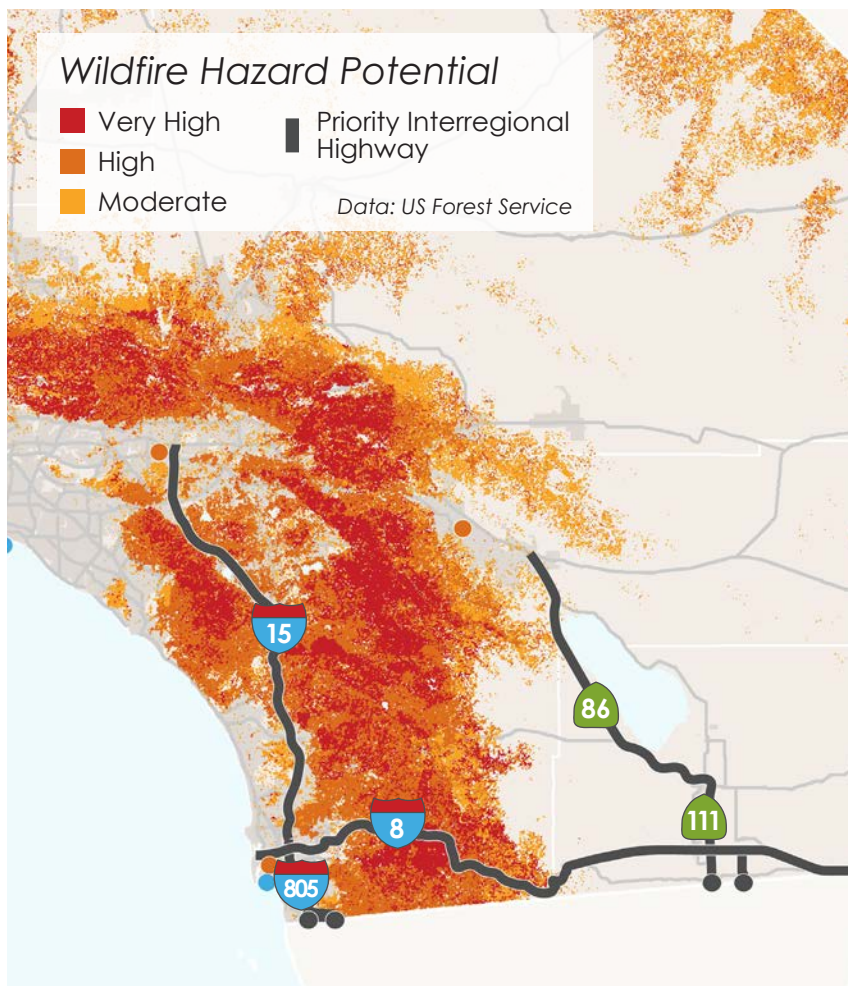 Wildfire Hazard Potential
Very High
High
Moderate
Priority Interregional
Highway
Data: US Forest Service
15
86
8
111
805